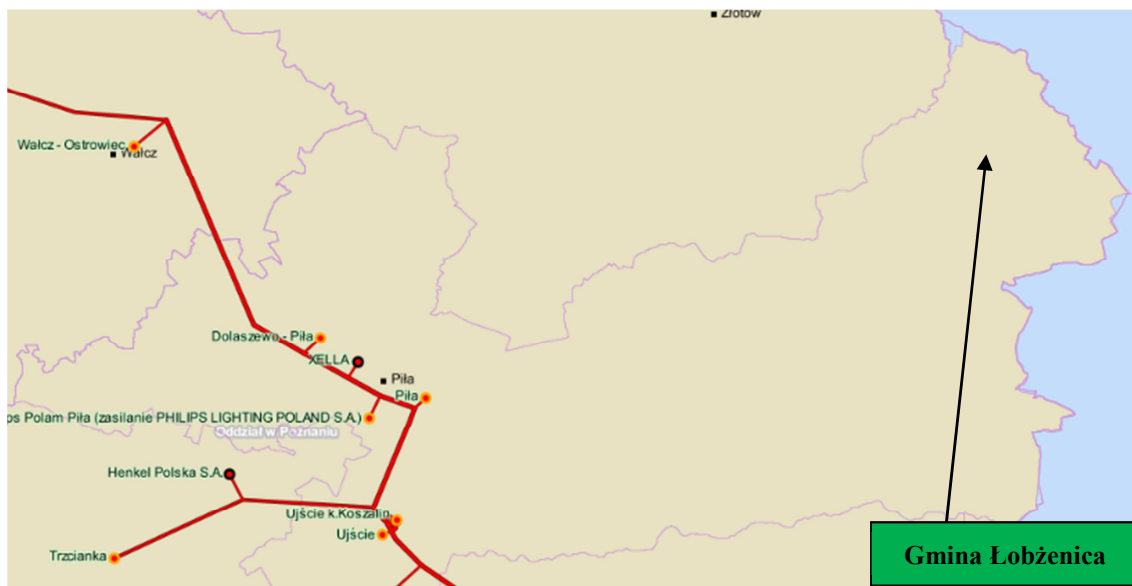 Złotów
Wałcz - Ostrowiec
Wałcz
Dolaszewo - Piła
XELLA
Piła
Piła
os Polam Piła (zasilanie PHILIPS LIGHTING POLAND S.A.)
Oddział w Poznaniu
Henkel Polska S.A.
Ujście k.Koszalin
Ujście
Trzcianka
Gmina Łobżenica